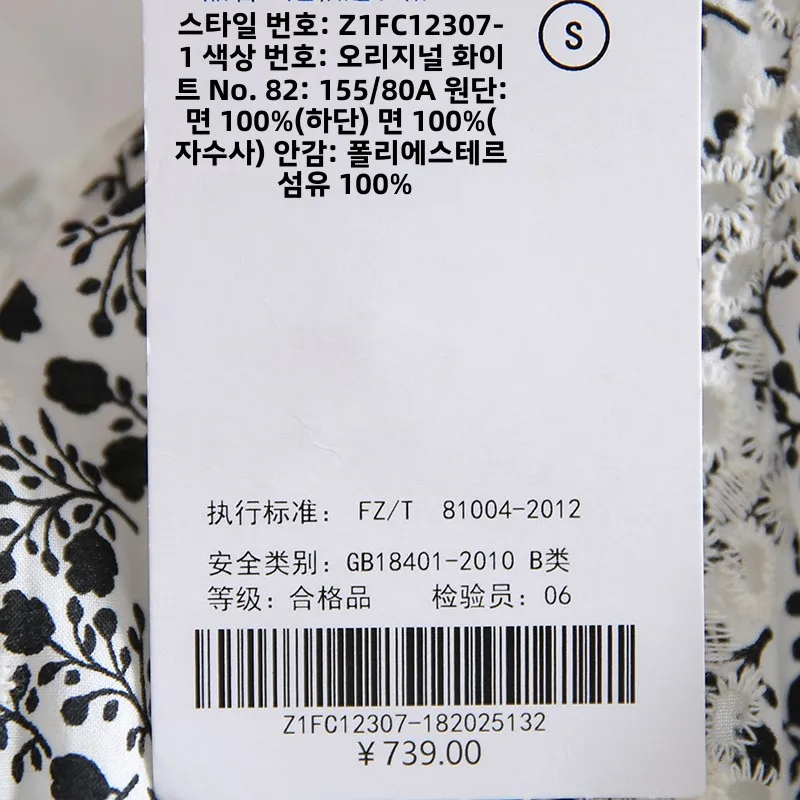 스타일 번호: Z1FC12307-
1 색상 번호: 오리지널 화이
트 No. 82: 155/80A 원단:
면 100%(하단) 면 100%(
자수사) 안감: 폴리에스테르
섬유 100%
S
执行标准: FZ/T 81004-2012
安全类别: GB18401-2010 B类
等级: 合格品 检验员: 06
Z1FC12307-182025132
¥739.00